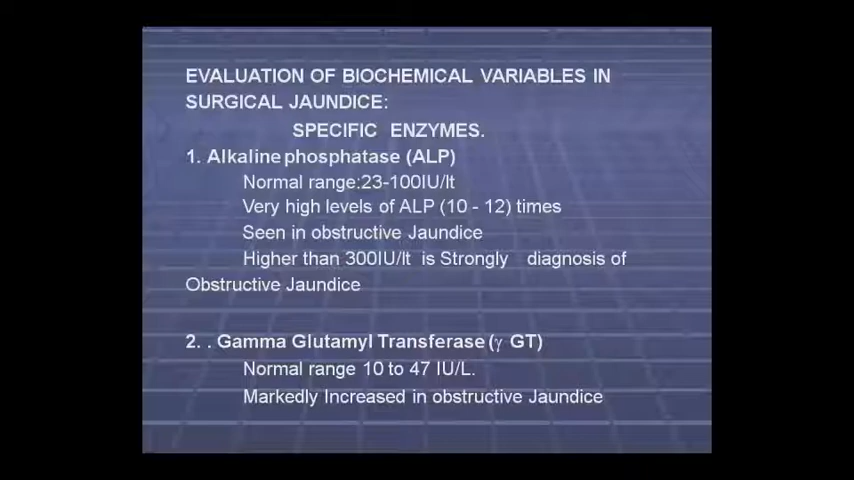 EVALUATION OF BIOCHEMICAL VARIABLES IN
SURGICAL JAUNDICE:
SPECIFIC ENZYMES.
1. Alkaline phosphatase (ALP)
Normal range:23-100IU/lt
Very high levels of ALP (10 - 12) times
Seen in obstructive Jaundice
Higher than 300IU/lt is Strongly diagnosis of
Obstructive Jaundice
2. . Gamma Glutamyl Transferase (γ GT)
Normal range 10 to 47 IU/L.
Markedly Increased in obstructive Jaundice